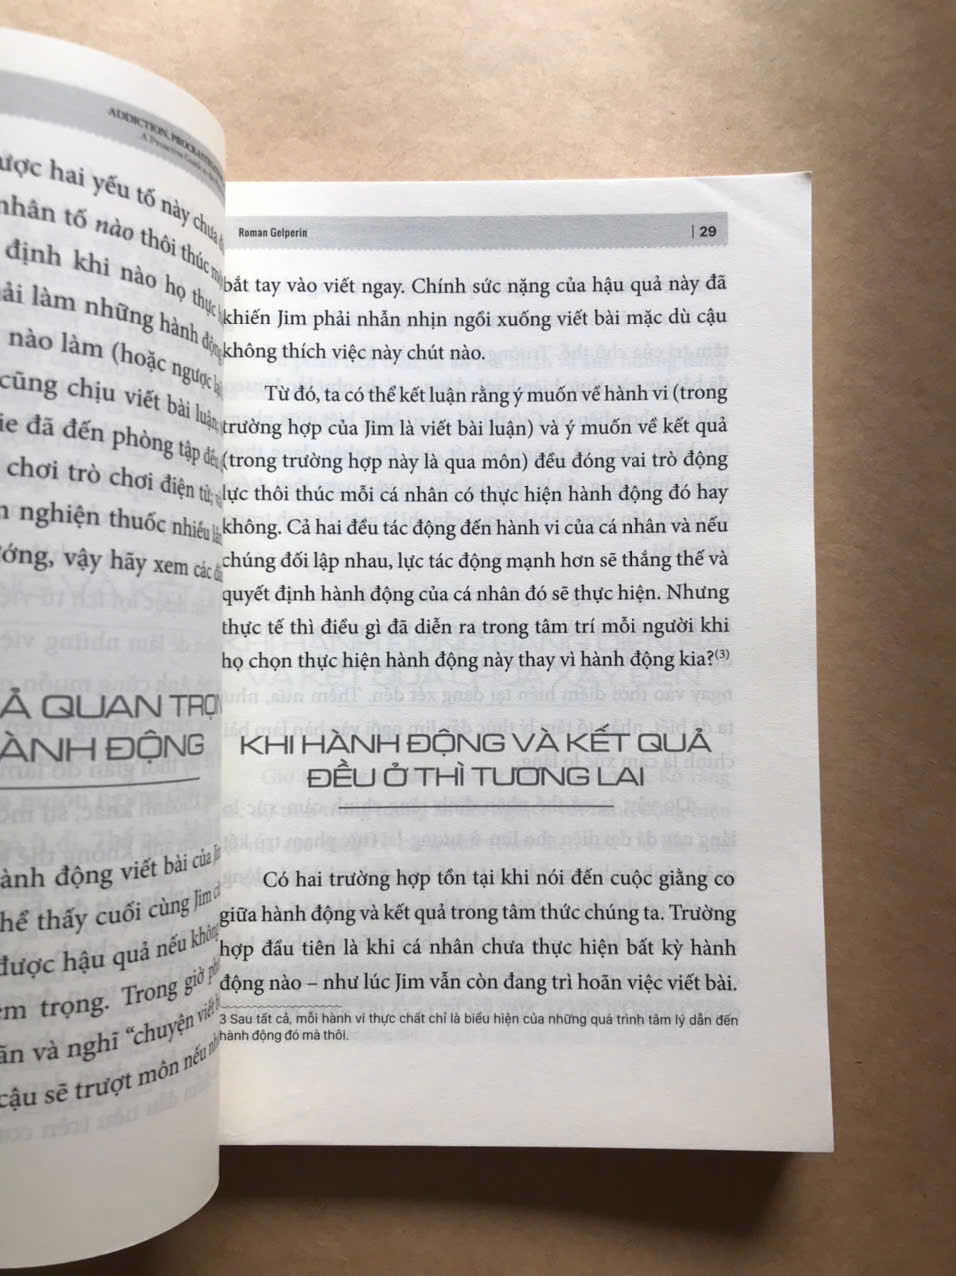 ADDICTION,
ược hai yếu tố này chưa
nhân tố nào thôi thúc
định khi nào họ thực
ải làm những hành động
nào làm (hoặc ngược lại
cũng chịu viết bài luận;
ie đã đến phòng tập đều
chơi trò chơi điện tử;
n nghiện thuốc nhiều
ớng, vậy hãy xem các
Ả QUAN TRỌN
ÀNH ĐỘNG
ành động viết bài của
hể thấy cuối cùng Jim
được hậu quả nếu không
êm trọng. Trong giờ
ãn và nghĩ “chuyện viết
cậu sẽ trượt môn nếu
Roman Gelperin | 29
bắt tay vào viết ngay. Chính sức nặng của hậu quả này đã
khiến Jim phải nhẫn nhịn ngồi xuống viết bài mặc dù cậu
không thích việc này chút nào.
Từ đó, ta có thể kết luận rằng ý muốn về hành vi (trong
trường hợp của Jim là viết bài luận) và ý muốn về kết quả
(trong trường hợp này là qua môn) đều đóng vai trò động
lực thôi thúc mỗi cá nhân có thực hiện hành động đó hay
không. Cả hai đều tác động đến hành vi của cá nhân và nếu
chúng đối lập nhau, lực tác động mạnh hơn sẽ thắng thế và
quyết định hành động của cá nhân đó sẽ thực hiện. Nhưng
thực tế thì điều gì đã diễn ra trong tâm trí mỗi người khi
họ chọn thực hiện hành động này thay vì hành động kia?(3)
KHI HÀNH ĐỘNG VÀ KẾT QUẢ
ĐỀU Ở THÌ TƯƠNG LAI
Có hai trường hợp tồn tại khi nói đến cuộc giằng co
giữa hành động và kết quả trong tâm thức chúng ta. Trường
hợp đầu tiên là khi cá nhân chưa thực hiện bất kỳ hành
động nào – như lúc Jim vẫn còn đang trì hoãn việc viết bài.
3 Sau tất cả, mỗi hành vi thực chất chỉ là biểu hiện của những quá trình tâm lý dẫn đến
hành động đó mà thôi.